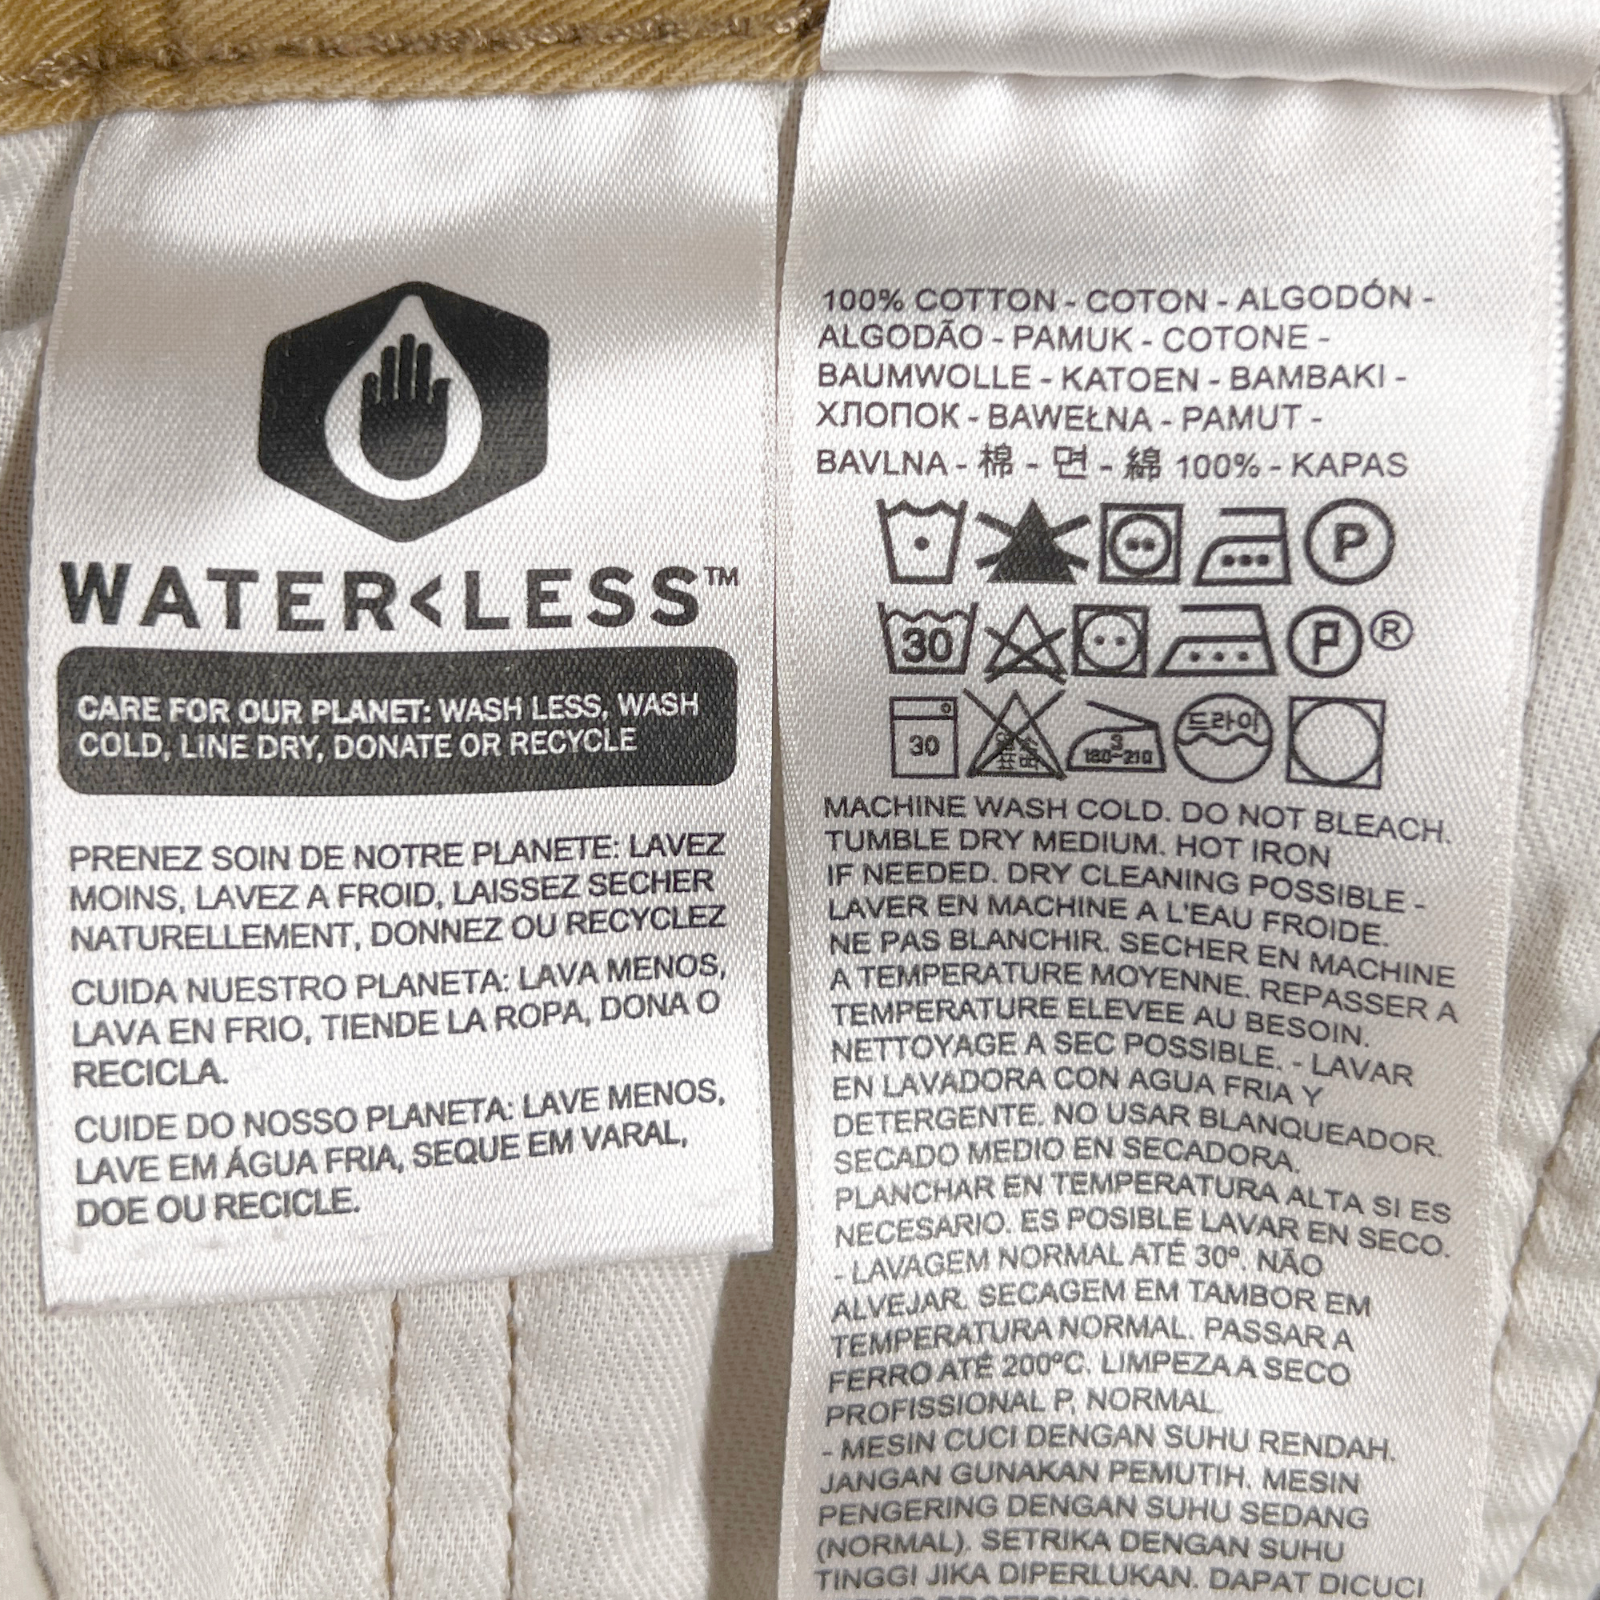 WATER<LESS™
CARE FOR OUR PLANET: WASH LESS, WASH
COLD, LINE DRY, DONATE OR RECYCLE
PRENEZ SOIN DE NOTRE PLANETE: LAVEZ
MOINS, LAVEZ A FROID, LAISSEZ SECHER
NATURELLEMENT, DONNEZ OU RECYCLEZ
CUIDA NUESTRO PLANETA: LAVA MENOS,
LAVA EN FRIO, TIENDE LA ROPA, DONA O
RECICLA.
CUIDE DO NOSSO PLANETA: LAVE MENOS,
LAVE EM ÁGUA FRIA, SEQUE EM VARAL,
DOE OU RECICLE.
100% COTTON - COTON - ALGODÓN -
ALGODÃO - PAMUK - COTONE -
BAUMWOLLE - KATOEN - BAMBAKI -
ХЛОПОК - BAWEŁNA - PAMUT -
BAVLNA - 棉 - 면 - 綿 100% - KAPAS
P
30 P ®
30 180-210 드라이
MACHINE WASH COLD. DO NOT BLEACH.
TUMBLE DRY MEDIUM. HOT IRON
IF NEEDED. DRY CLEANING POSSIBLE -
LAVER EN MACHINE A L'EAU FROIDE.
NE PAS BLANCHIR. SECHER EN MACHINE
A TEMPERATURE MOYENNE. REPASSER A
TEMPERATURE ELEVEE AU BESOIN.
NETTOYAGE A SEC POSSIBLE. - LAVAR
EN LAVADORA CON AGUA FRIA Y
DETERGENTE. NO USAR BLANQUEADOR.
SECADO MEDIO EN SECADORA.
PLANCHAR EN TEMPERATURA ALTA SI ES
NECESARIO. ES POSIBLE LAVAR EN SECO.
- LAVAGEM NORMAL ATÉ 30º. NÃO
ALVEJAR. SECAGEM EM TAMBOR EM
TEMPERATURA NORMAL. PASSAR A
FERRO ATÉ 200ºC. LIMPEZA A SECO
PROFISSIONAL P, NORMAL.
- MESIN CUCI DENGAN SUHU RENDAH.
JANGAN GUNAKAN PEMUTIH. MESIN
PENGERING DENGAN SUHU SEDANG
(NORMAL). SETRIKA DENGAN SUHU
TINGGI JIKA DIPERLUKAN. DAPAT DICUCI